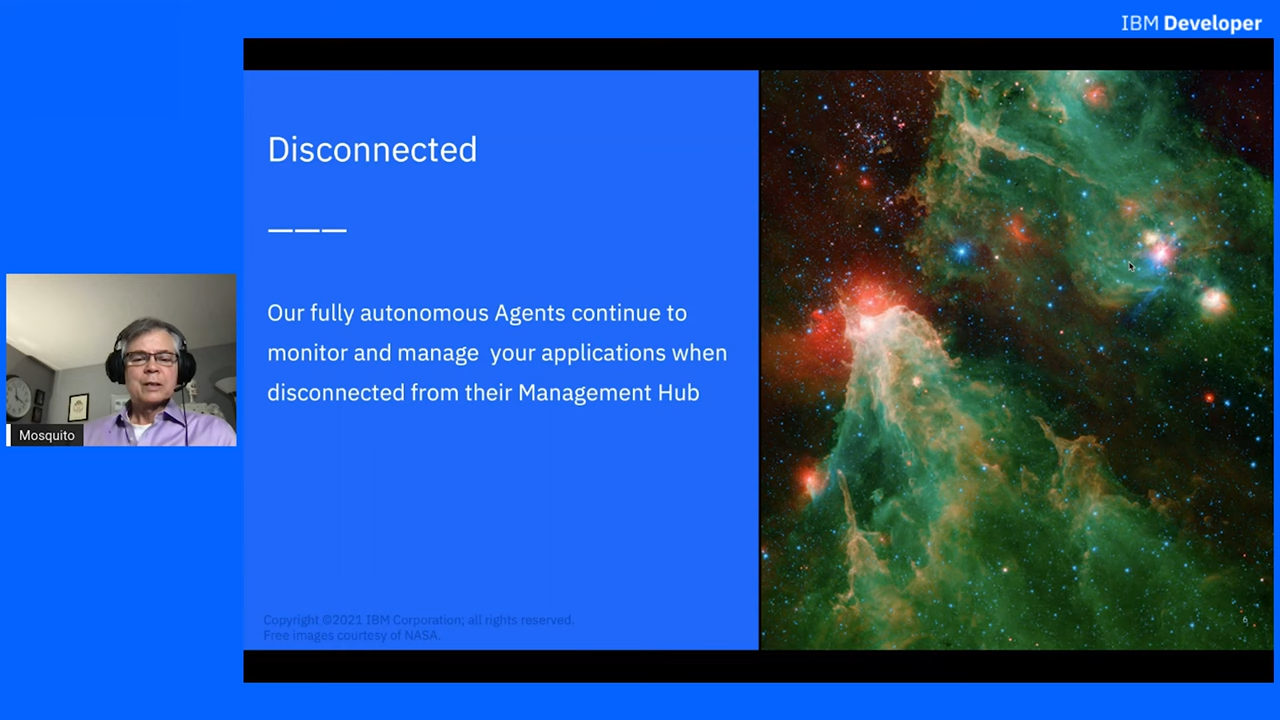 IBM Developer
Disconnected
Our fully autonomous Agents continue to
monitor and manage your applications when
disconnected from their Management Hub
Mosquito
Copyright ©2021 IBM Corporation; all rights reserved.
Free images courtesy of NASA.
6